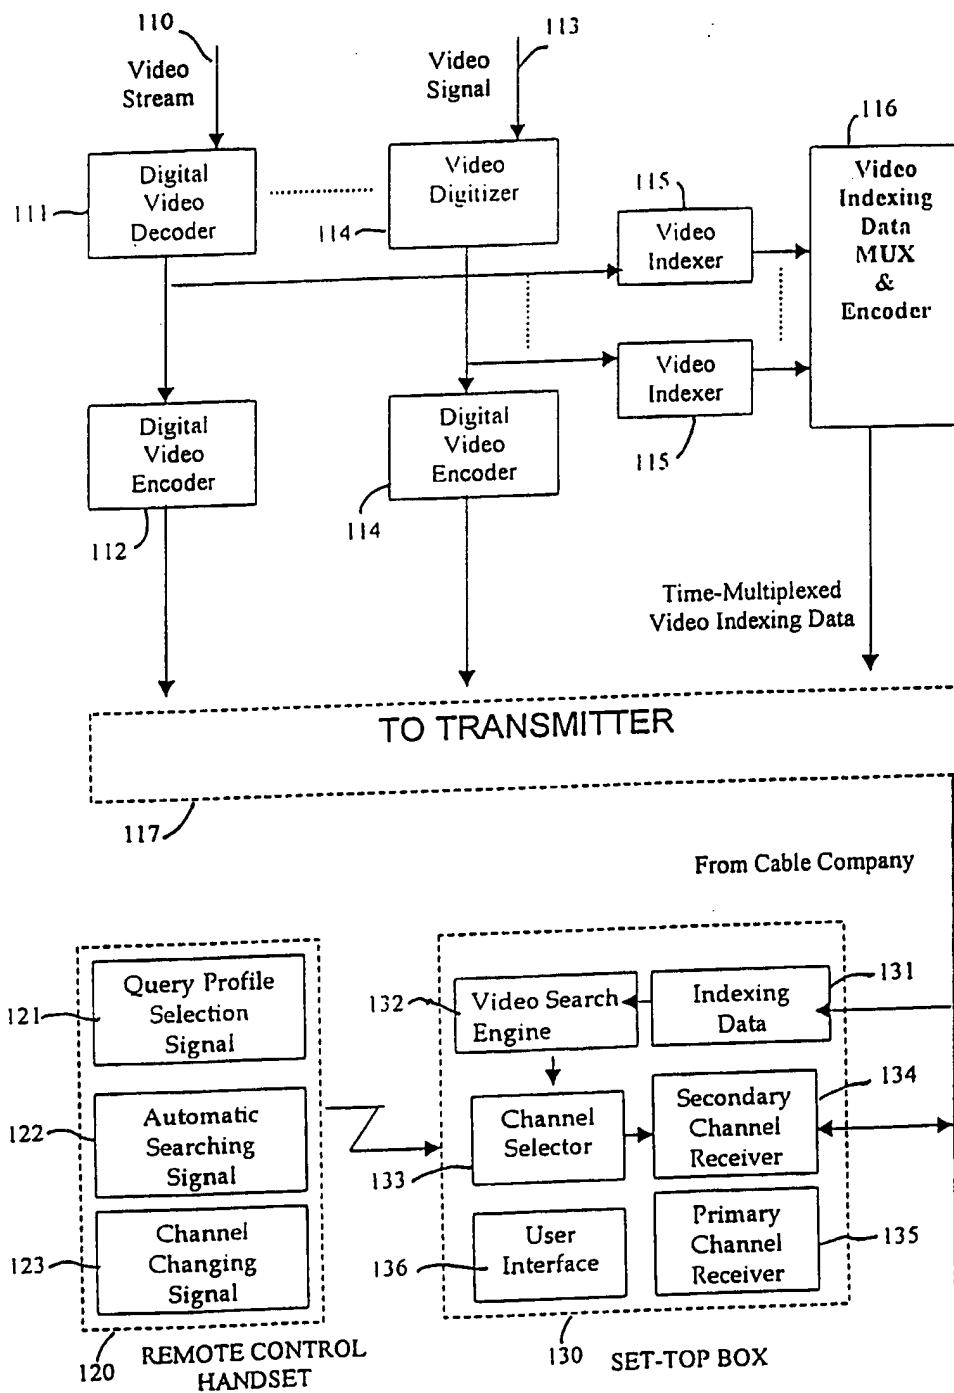 110
113
Video
Stream
Video
Signal
116
Digital
Video
Decoder
111
Video
Digitizer
114
115
Video
Indexer
Video
Indexing
Data
MUX
&
Encoder
Video
Indexer
115
Digital
Video
Encoder
112
Digital
Video
Encoder
114
Time-Multiplexed
Video Indexing Data
TO TRANSMITTER
117
From Cable Company
Query Profile
Selection
Signal
121
Automatic
Searching
Signal
122
Channel
Changing
Signal
123
120
REMOTE CONTROL
HANDSET
132
Video Search
Engine
Indexing
Data
131
Channel
Selector
133
Secondary
Channel
Receiver
134
136
User
Interface
Primary
Channel
Receiver
135
130
SET-TOP BOX